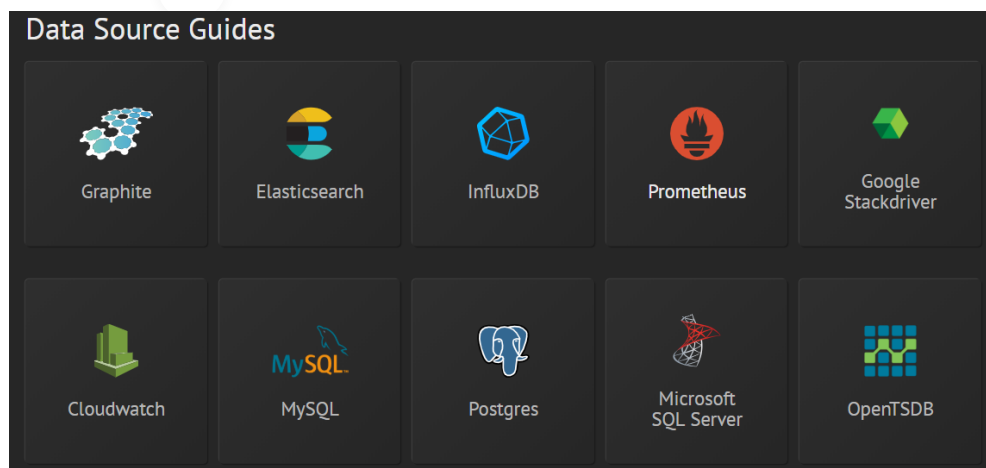 Data Source Guides
Graphite
Elasticsearch
InfluxDB
Prometheus
Google
Stackdriver
MySQL
Cloudwatch
MySQL
Postgres
Microsoft
SQL Server
OpenTSDB